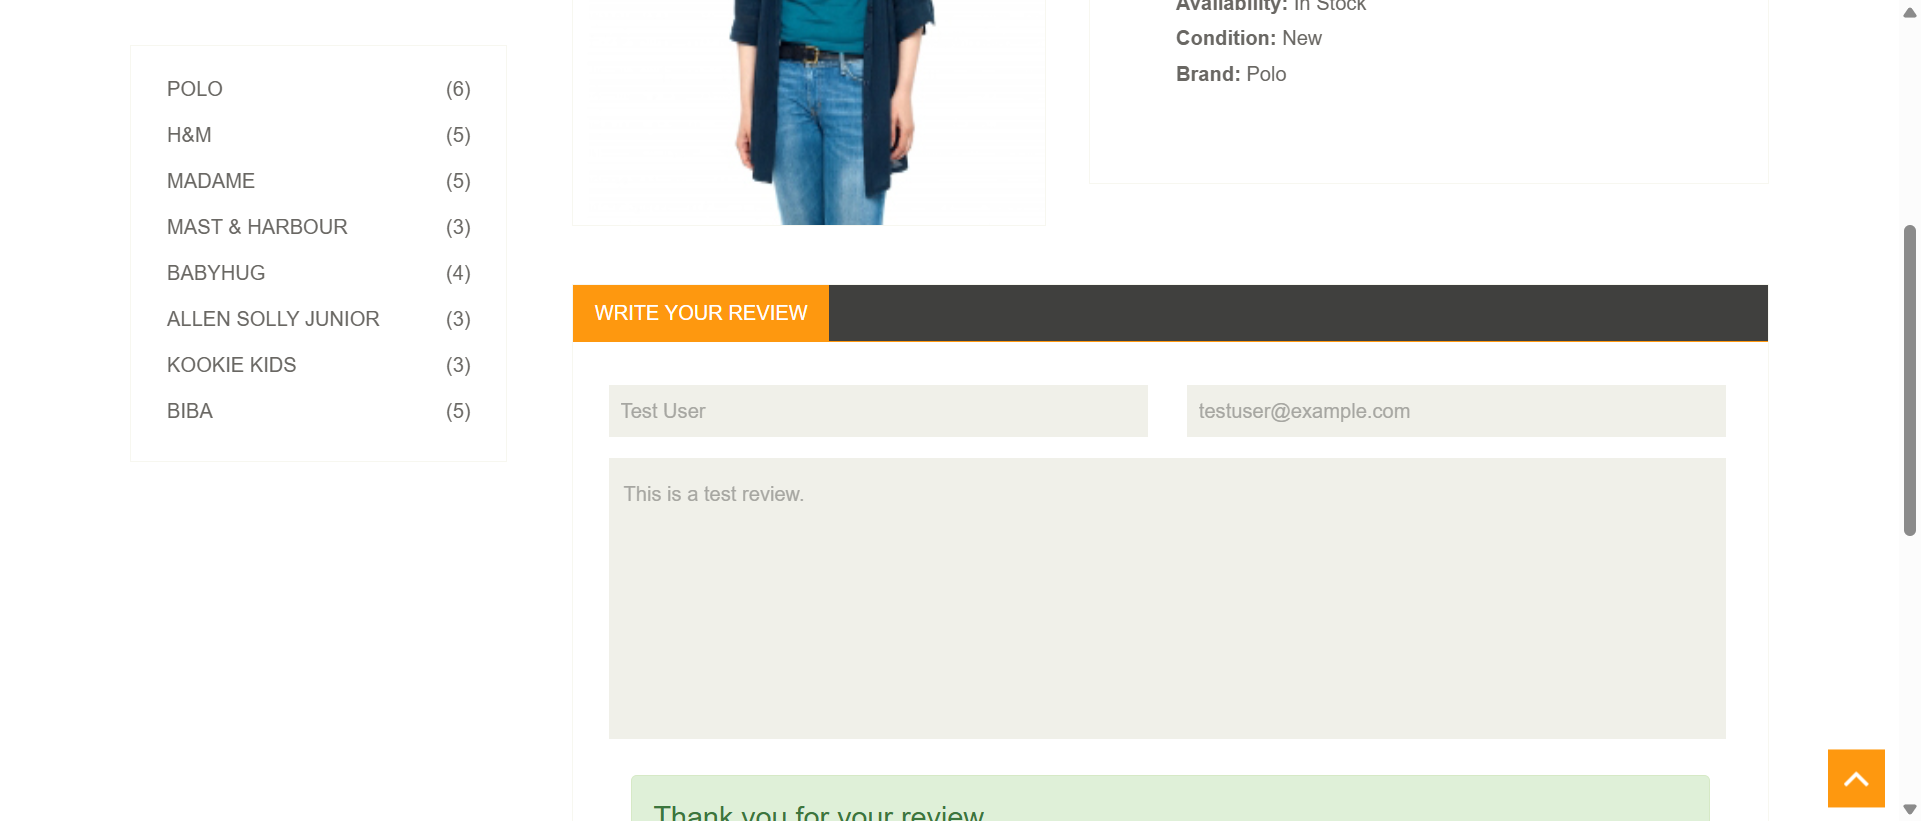 POLO (6)
H&M (5)
MADAME (5)
MAST & HARBOUR (3)
BABYHUG (4)
ALLEN SOLLY JUNIOR (3)
KOOKIE KIDS (3)
BIBA (5)
Availability: In Stock
Condition: New
Brand: Polo
WRITE YOUR REVIEW
Test User
testuser@example.com
This is a test review.
Thank you for your review